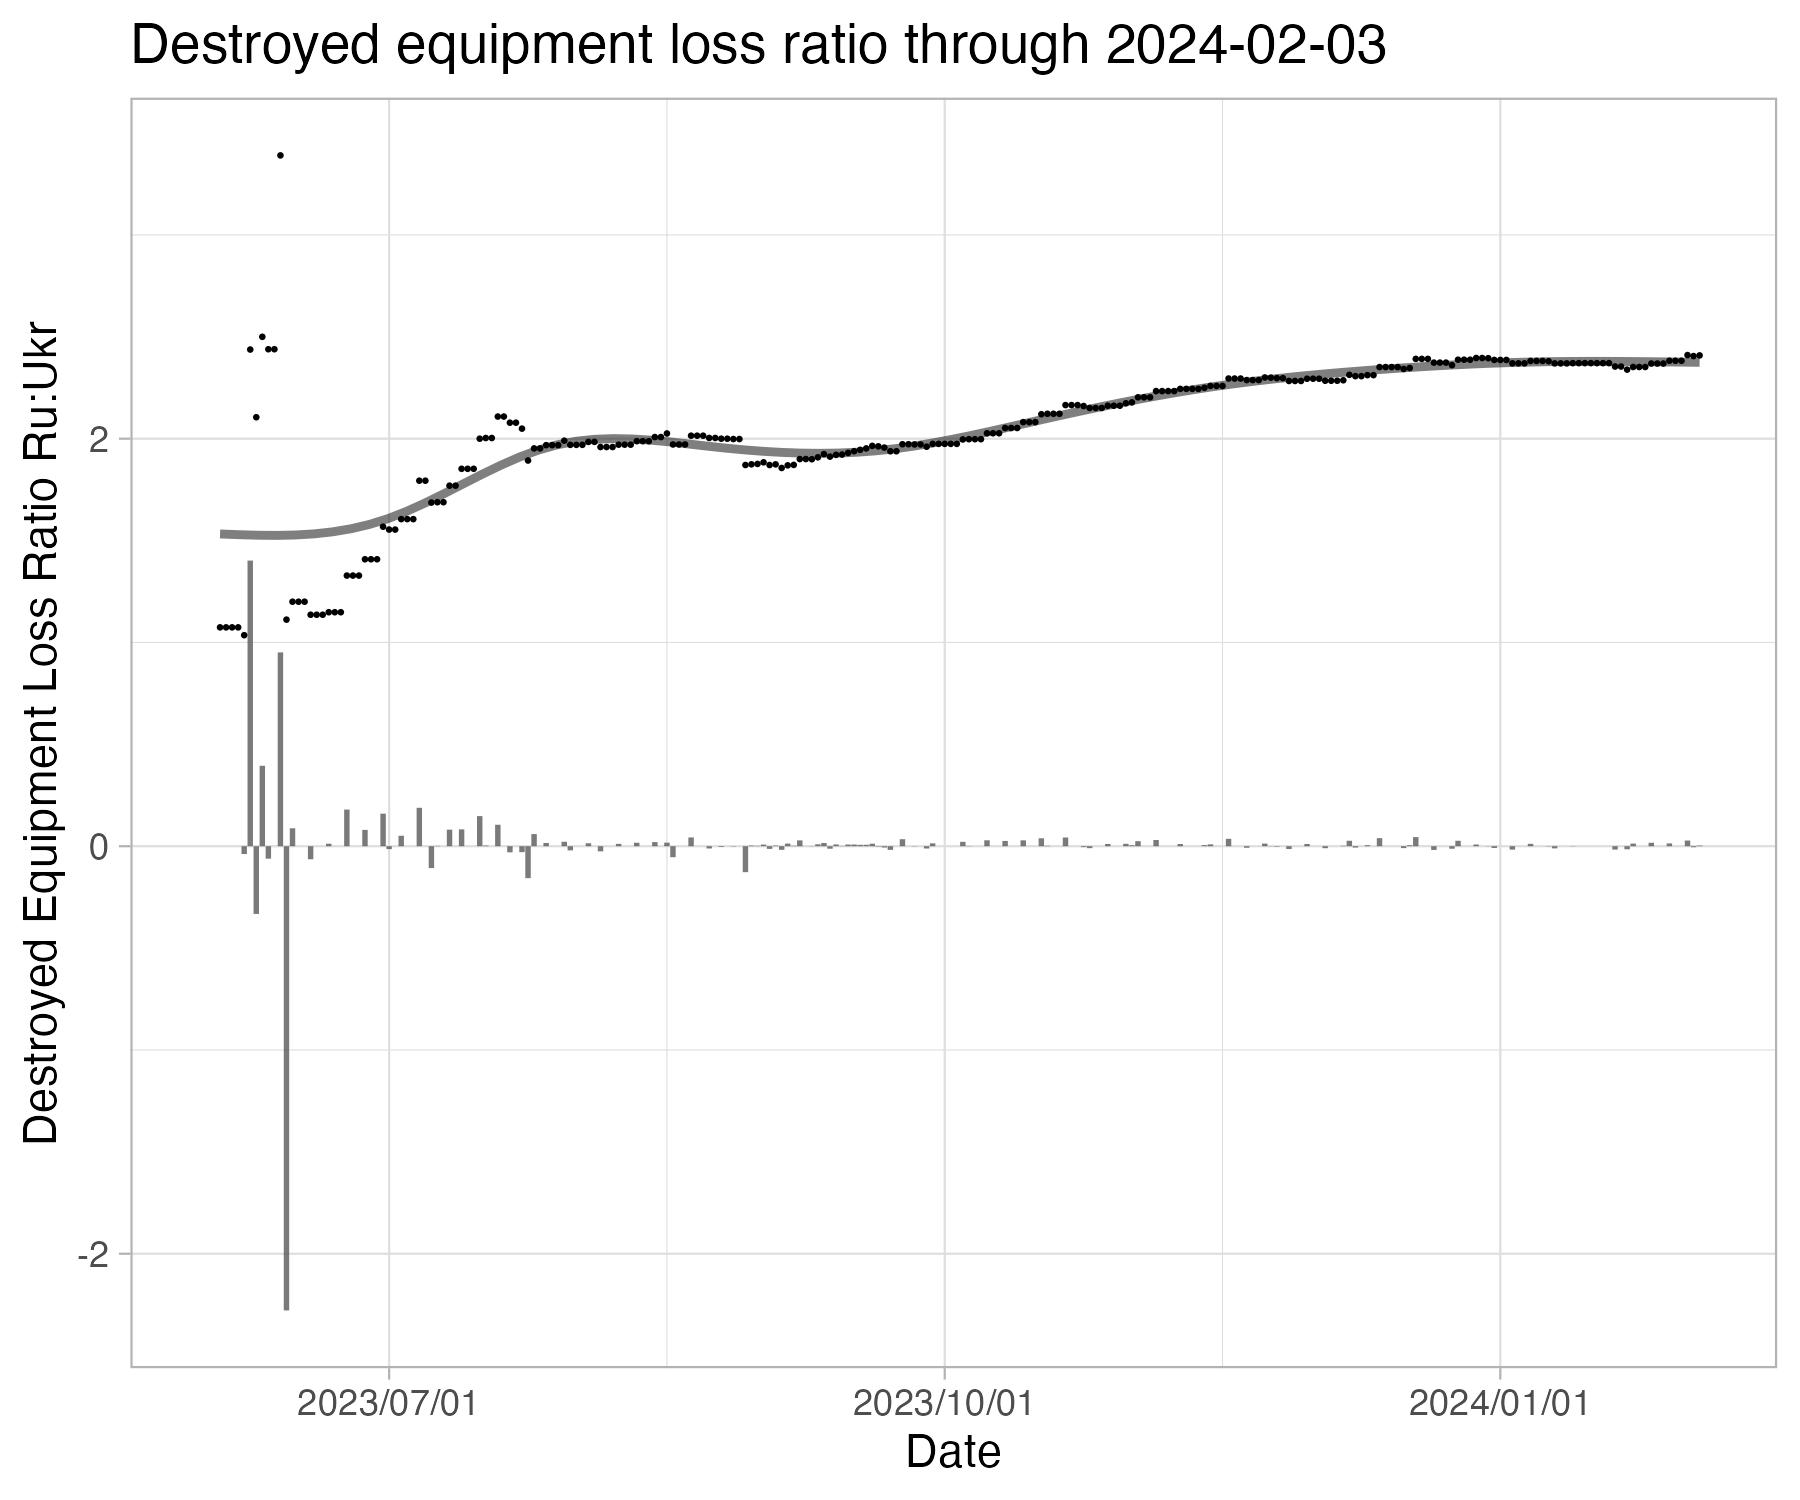 Destroyed equipment loss ratio through 2024-02-03
Destroyed Equipment Loss Ratio Ru:Ukr
2
0
-2
2023/07/01
2023/10/01
2024/01/01
Date